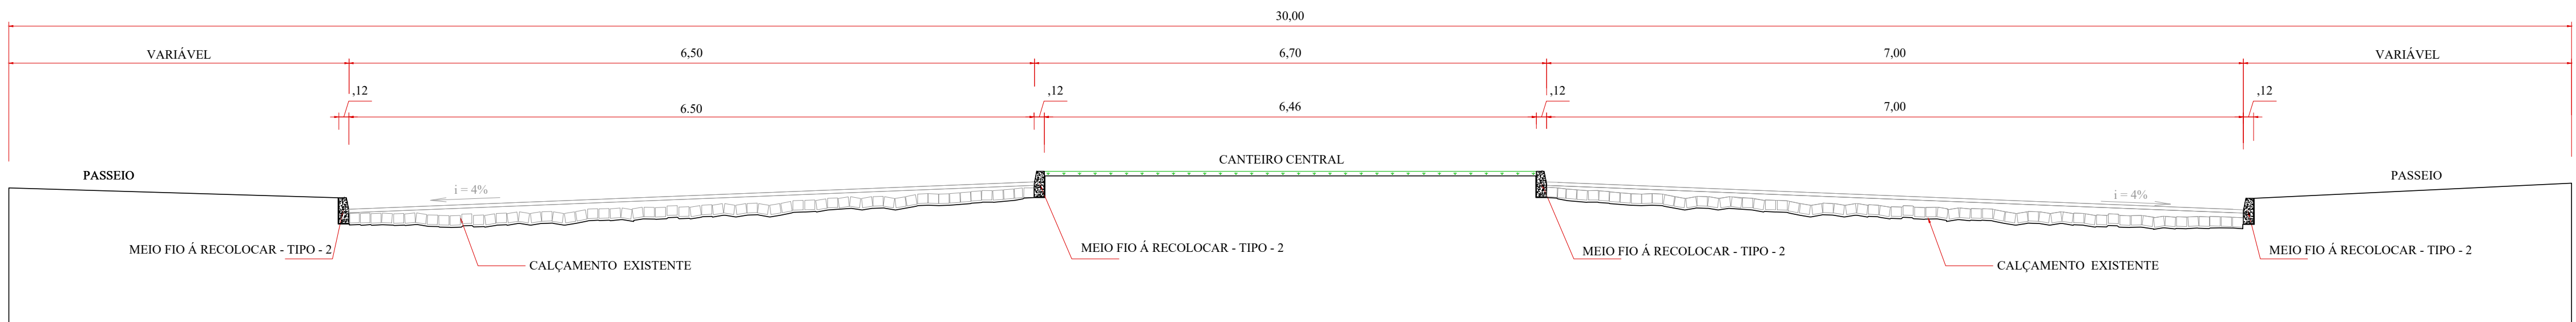 30,00
VARIÁVEL 6,50 6,70 7,00 VARIÁVEL
,12 ,12 ,12 ,12
6.50 6,46 7,00
CANTEIRO CENTRAL
PASSEIO PASSEIO
i = 4% i = 4%
MEIO FIO Á RECOLOCAR - TIPO - 2 MEIO FIO Á RECOLOCAR - TIPO - 2 MEIO FIO Á RECOLOCAR - TIPO - 2 MEIO FIO Á RECOLOCAR - TIPO - 2
CALÇAMENTO EXISTENTE CALÇAMENTO EXISTENTE